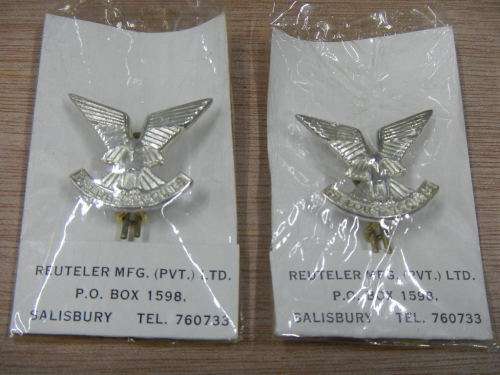 REUTELER MFG. (PVT.) LTD.
P.O. BOX 1598.
SALISBURY TEL. 760733
REUTELER MFG. (PVT.) LTD.
P.O. BOX 1598.
SALISBURY TEL. 760733